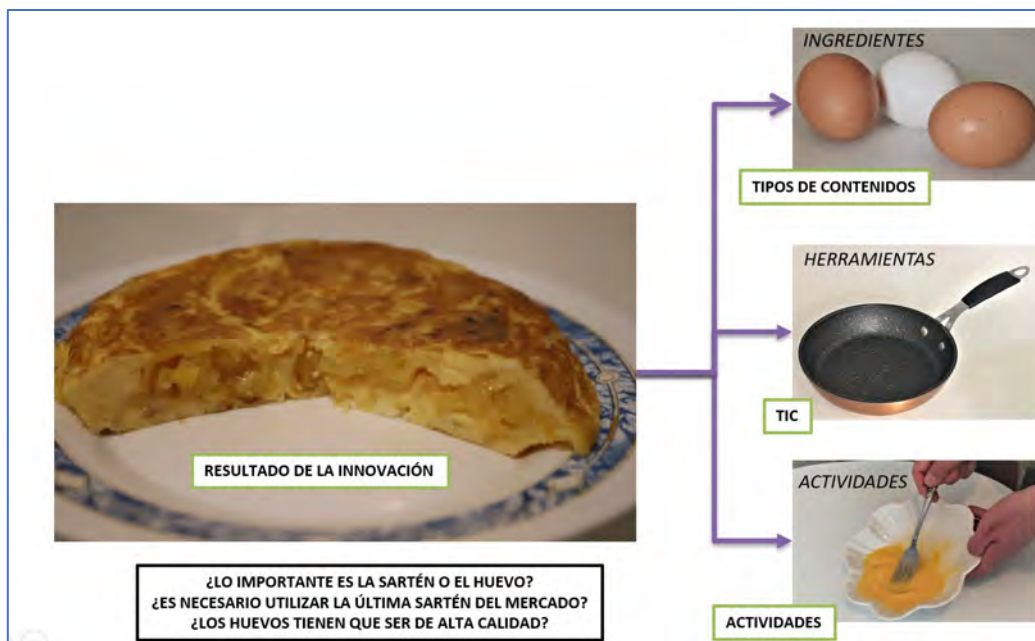 INGREDIENTES
TIPOS DE CONTENIDOS
HERRAMIENTAS
TIC
RESULTADO DE LA INNOVACIÓN
ACTIVIDADES
ACTIVIDADES
¿LO IMPORTANTE ES LA SARTÉN O EL HUEVO?
¿ES NECESARIO UTILIZAR LA ÚLTIMA SARTÉN DEL MERCADO?
¿LOS HUEVOS TIENEN QUE SER DE ALTA CALIDAD?